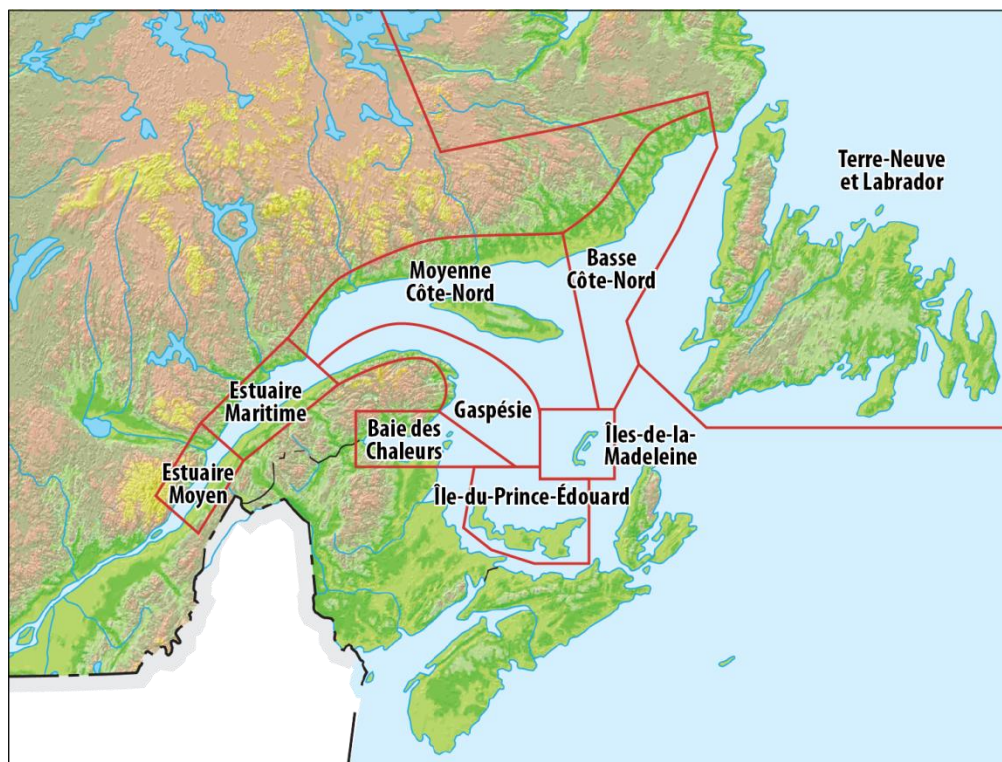 Terre-Neuve
et Labrador
Moyenne
Côte-Nord
Basse
Côte-Nord
Estuaire
Maritime
Gaspésie
Baie des
Chaleurs
Îles-de-la-
Madeleine
Estuaire
Moyen
Île-du-Prince-Édouard